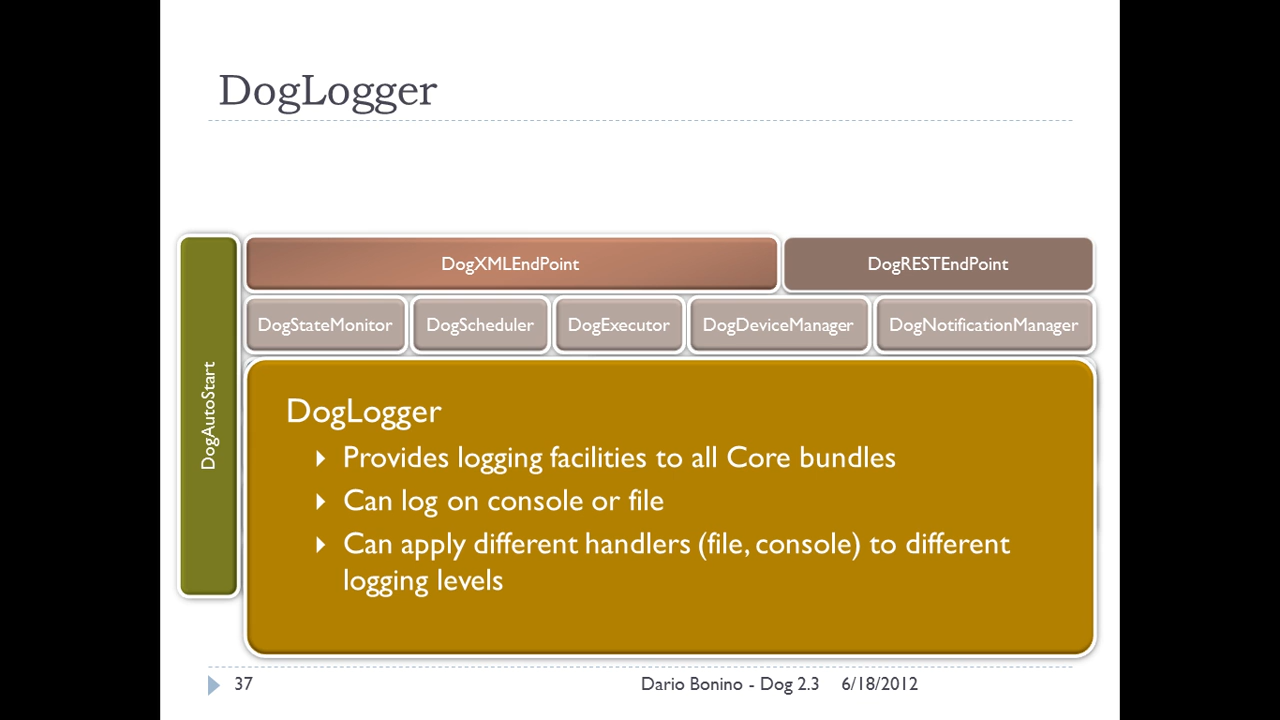 DogLogger
DogXMLEndPoint
DogRESTEndPoint
DogStateMonitor
DogScheduler
DogExecutor
DogDeviceManager
DogNotificationManager
DogAutoStart
DogLogger
Provides logging facilities to all Core bundles
Can log on console or file
Can apply different handlers (file, console) to different
logging levels
37
Dario Bonino - Dog 2.3
6/18/2012